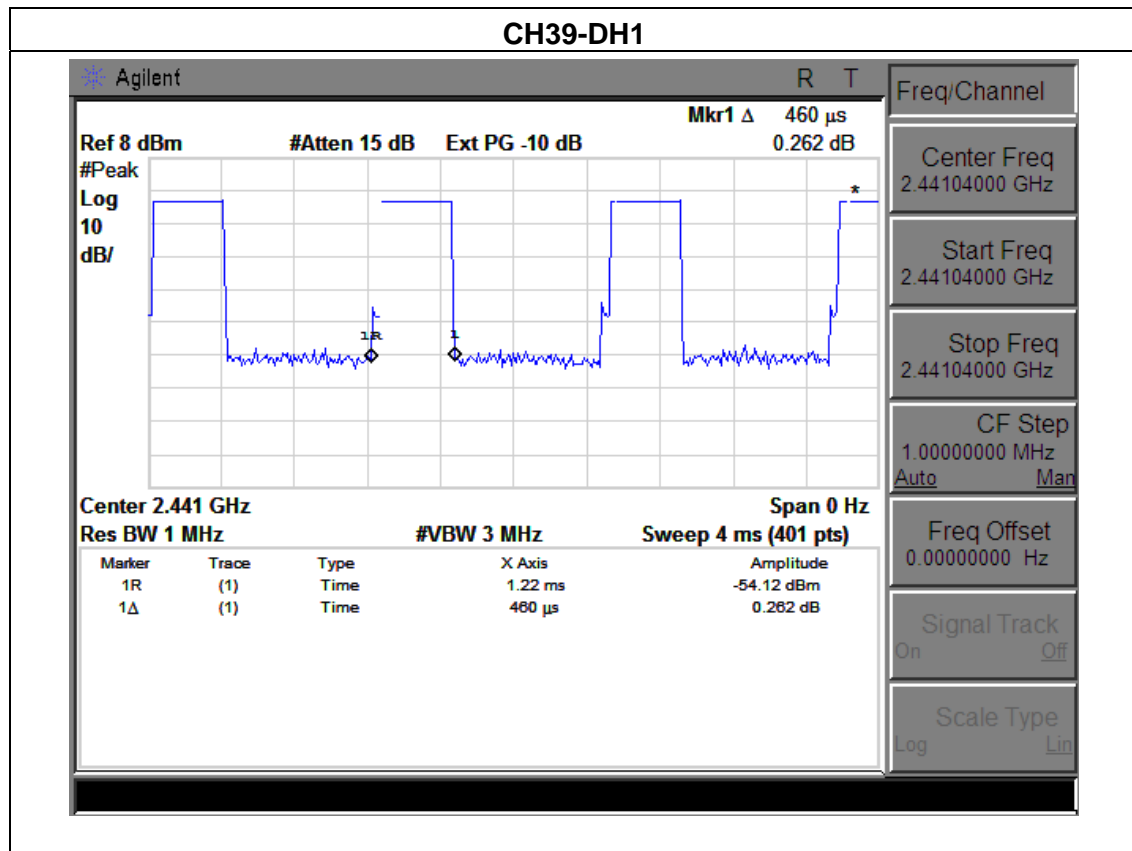 CH39-DH1
Agilent R T
Mkr1 Δ 460 µs
Ref 8 dBm #Atten 15 dB Ext PG -10 dB 0.262 dB
#Peak
Log
10
dB/
*
1R 1
Center 2.441 GHz Span 0 Hz
Res BW 1 MHz #VBW 3 MHz Sweep 4 ms (401 pts)
Marker Trace Type X Axis Amplitude
1R (1) Time 1.22 ms -54.12 dBm
1Δ (1) Time 460 µs 0.262 dB
Freq/Channel
Center Freq
2.44104000 GHz
Start Freq
2.44104000 GHz
Stop Freq
2.44104000 GHz
CF Step
1.00000000 MHz
Auto Man
Freq Offset
0.00000000 Hz
Signal Track
On Off
Scale Type
Log Lin